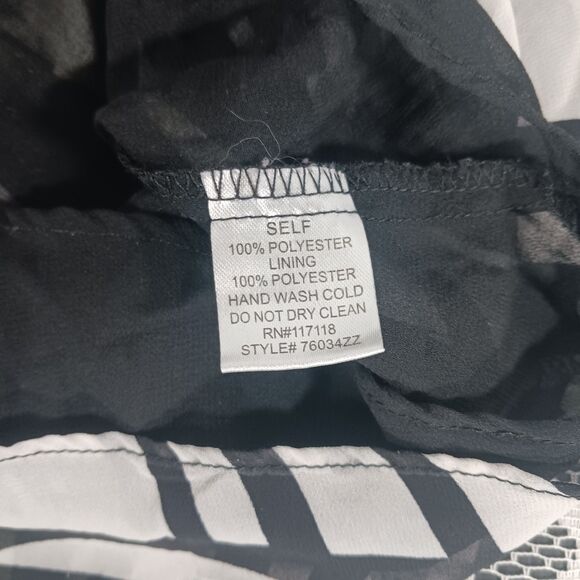 SELF
100% POLYESTER
LINING
100% POLYESTER
HAND WASH COLD
DO NOT DRY CLEAN
RN#117118
STYLE# 76034ZZ